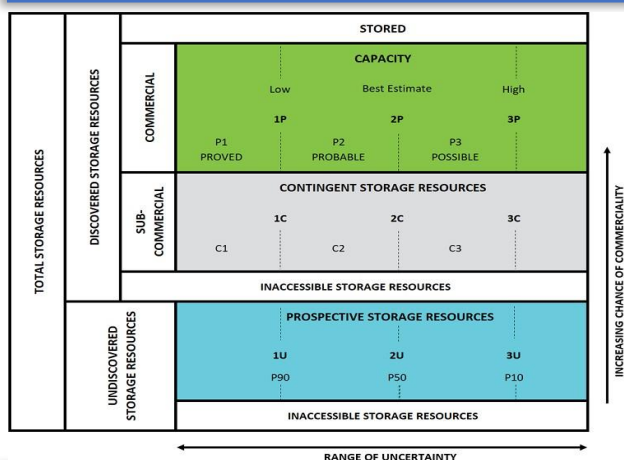 STORED
CAPACITY
Low Best Estimate High
1P 2P 3P
P1 P2 P3
PROVED PROBABLE POSSIBLE
CONTINGENT STORAGE RESOURCES
1C 2C 3C
C1 C2 C3
INACCESSIBLE STORAGE RESOURCES
PROSPECTIVE STORAGE RESOURCES
1U 2U 3U
P90 P50 P10
INACCESSIBLE STORAGE RESOURCES
TOTAL STORAGE RESOURCES
DISCOVERED STORAGE RESOURCES
UNDISCOVERED
STORAGE RESOURCES
COMMERCIAL
SUB-
COMMERCIAL
INCREASING CHANCE OF COMMERCIALITY
RANGE OF UNCERTAINTY